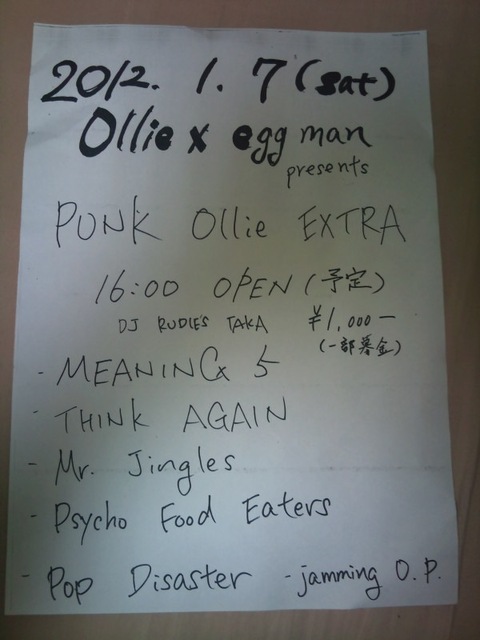 2012. 1. 7 (sat)
Ollie x egg man
presents
PUNK Ollie EXTRA
16:00 OPEN (予定)
DJ RUDIE'S TAKA ¥1,000-
(一部募金)
- MEANING 5
- THINK AGAIN
- Mr. Jingles
- Psycho Food Eaters
- Pop Disaster - jamming O.P.